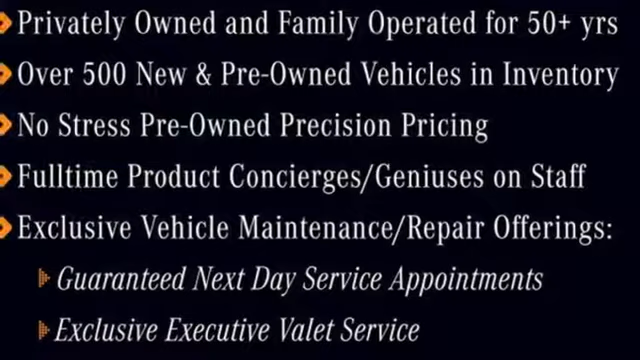 Privately Owned and Family Operated for 50+ yrs
Over 500 New & Pre-Owned Vehicles in Inventory
No Stress Pre-Owned Precision Pricing
Fulltime Product Concierges/Geniuses on Staff
Exclusive Vehicle Maintenance/Repair Offerings:
Guaranteed Next Day Service Appointments
Exclusive Executive Valet Service